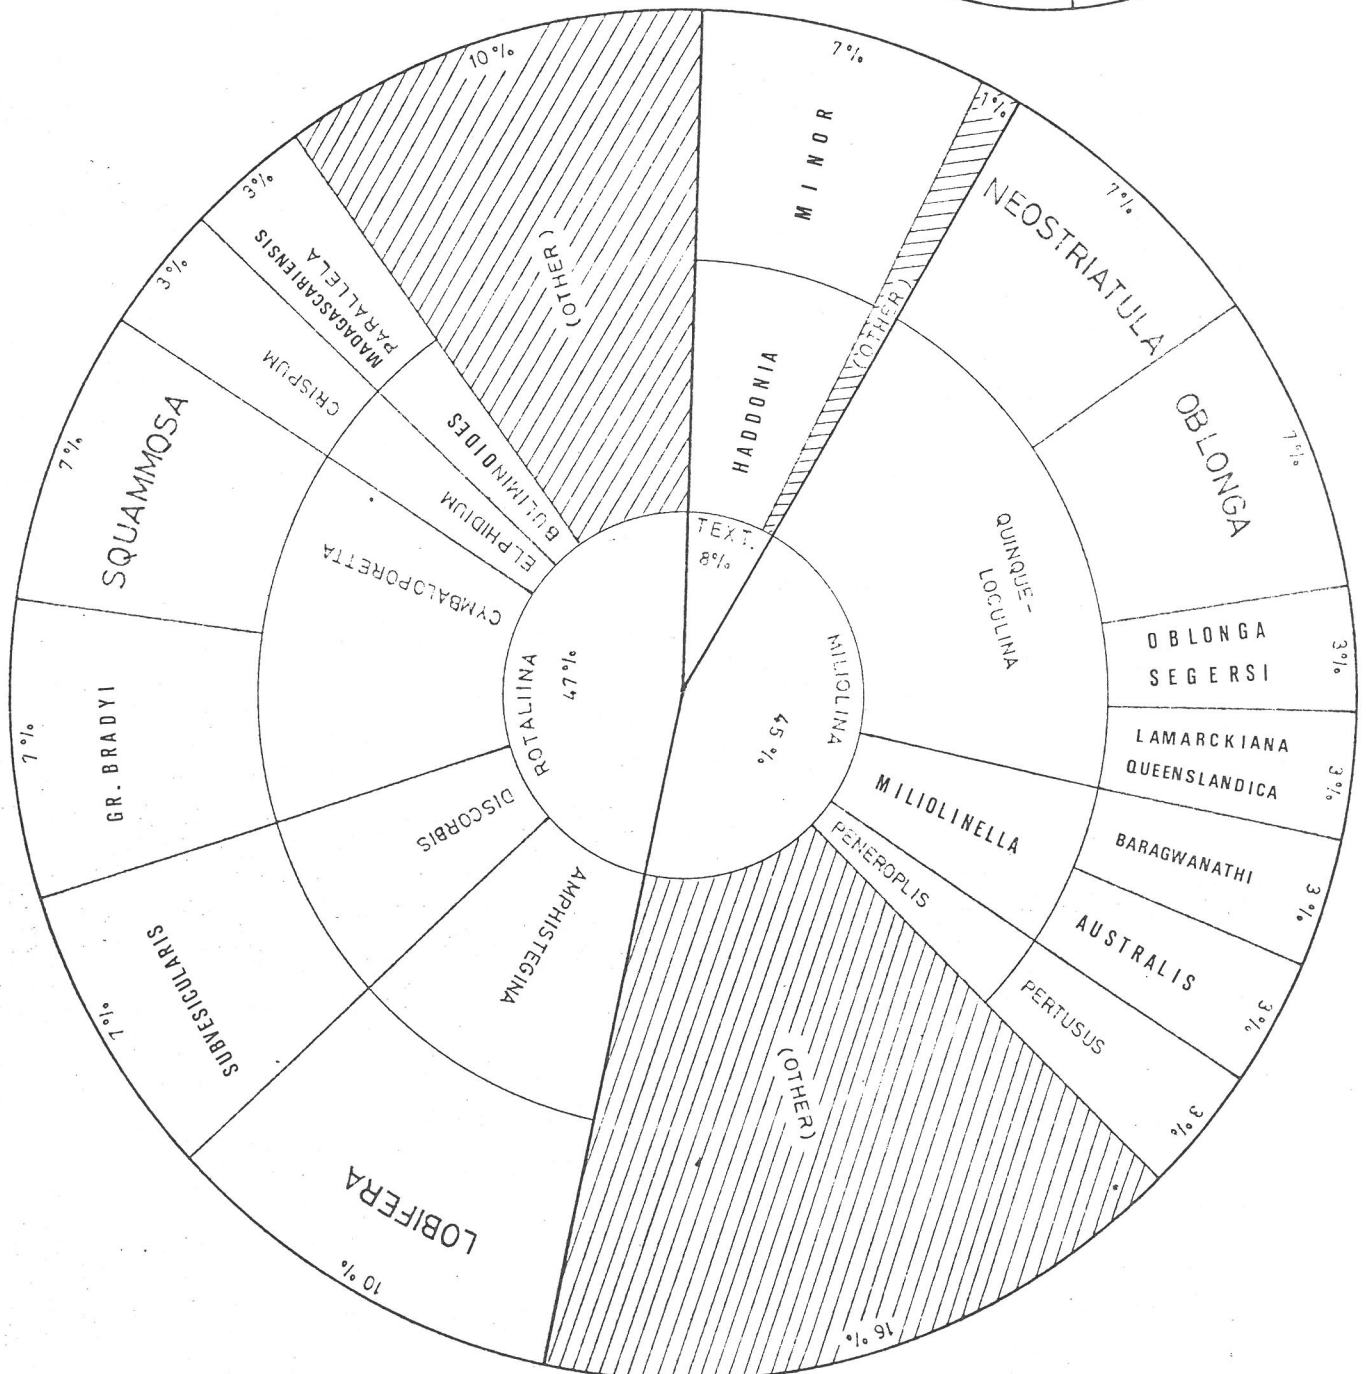 TEXT.
8%
HADDONIA
MINOR
7%
(OTHER)
1%
MILIOLINA
45%
QUINQUE-
LOCULINA
NEOSTRIATULA
7%
OBLONGA
7%
OBLONGA
SEGERSI
3%
LAMARCKIANA
QUEENSLANDICA
3%
MILIOLINELLA
BARAGWANATHI
3%
AUSTRALIS
3%
PENEROPLIS
PERTUSUS
3%
(OTHER)
16%
ROTALIINA
47%
AMPHISTEGINA
LOBIFERA
10%
DISCORBIS
SUBVESICULARIS
7%
CYMBALOPORETTA
GR. BRADYI
7%
SQUAMMOSA
7%
ELPHIDIUM
CRISPUM
3%
BULIMINOIDES
MADAGASCARIENSIS
PARALLELA
3%
(OTHER)
10%